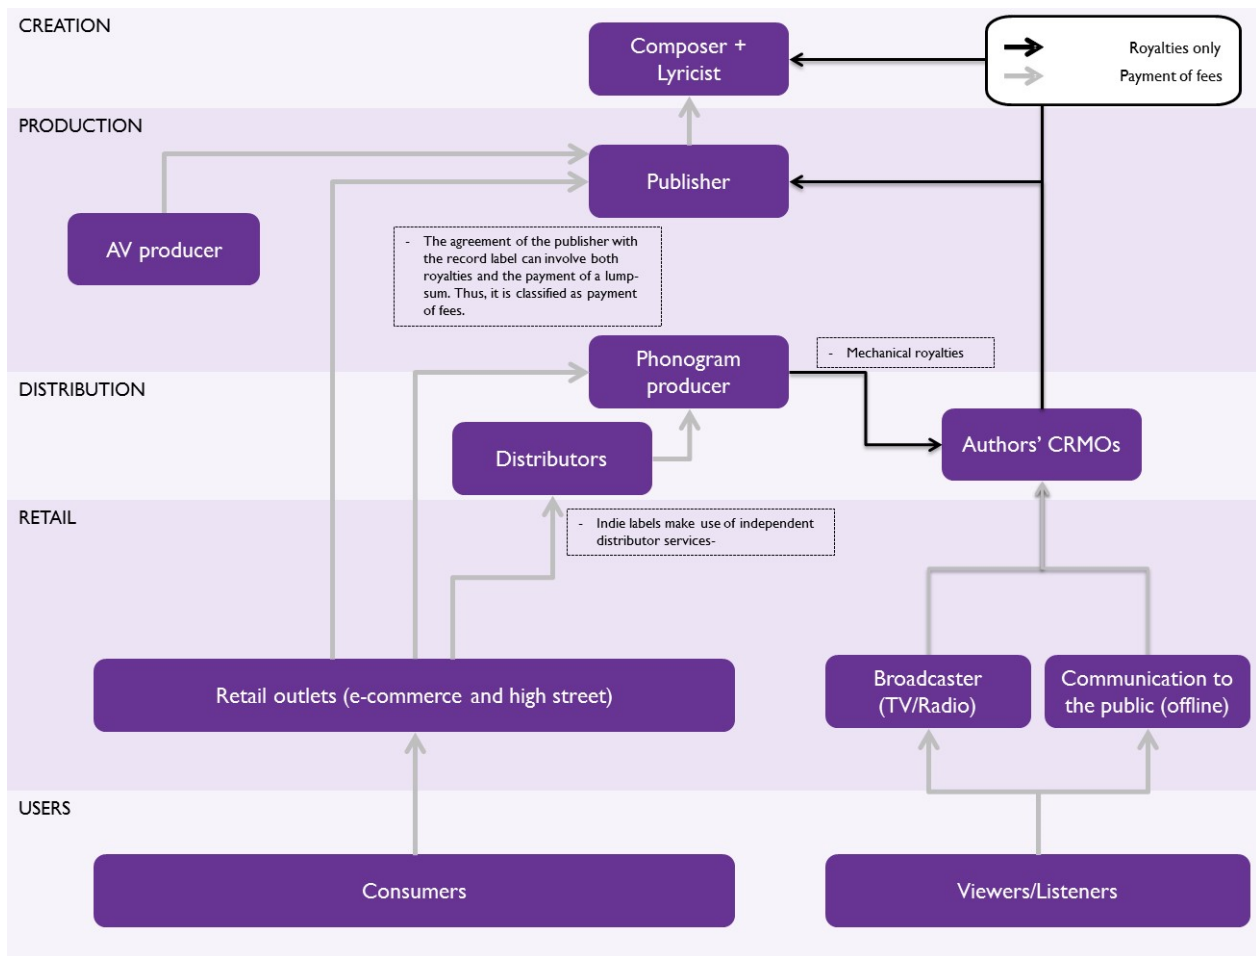 CREATION
Composer +
Lyricist
Royalties only
Payment of fees
PRODUCTION
Publisher
AV producer
- The agreement of the publisher with
the record label can involve both
royalties and the payment of a lump-
sum. Thus, it is classified as payment
of fees.
Phonogram
producer
- Mechanical royalties
DISTRIBUTION
Distributors
Authors' CRMOs
RETAIL
- Indie labels make use of independent
distributor services-
Retail outlets (e-commerce and high street)
Broadcaster
(TV/Radio)
Communication to
the public (offline)
USERS
Consumers
Viewers/Listeners